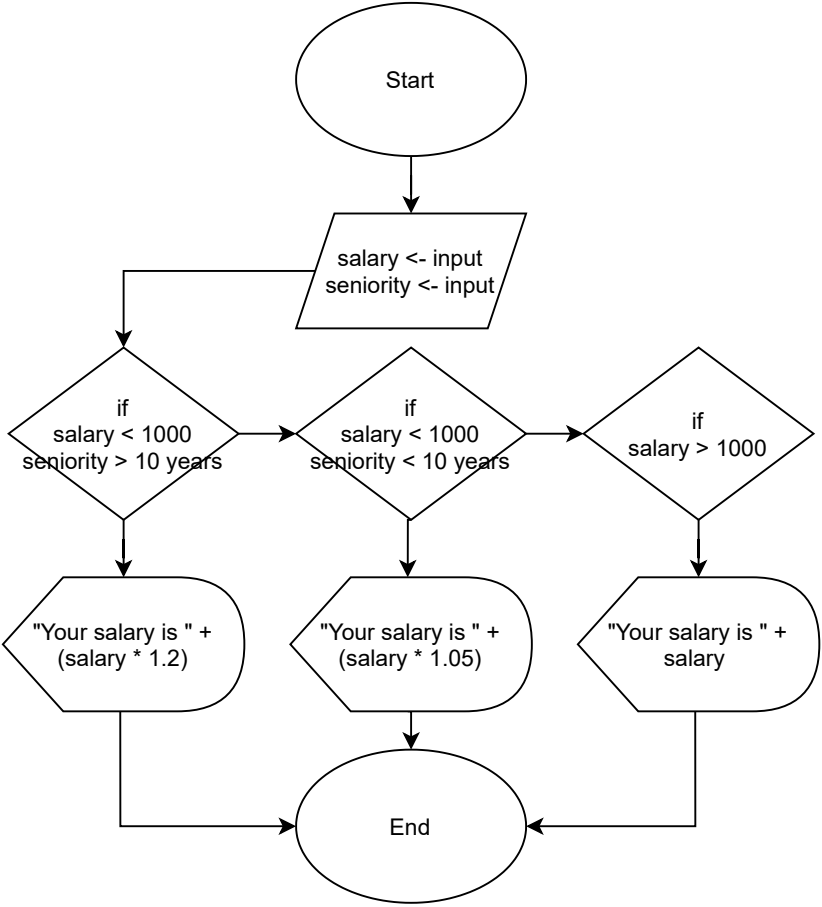 Start
salary <- input
seniority <- input
if
salary < 1000
seniority > 10 years
if
salary < 1000
seniority < 10 years
if
salary > 1000
"Your salary is " +
(salary * 1.2)
"Your salary is " +
(salary * 1.05)
"Your salary is " +
salary
End